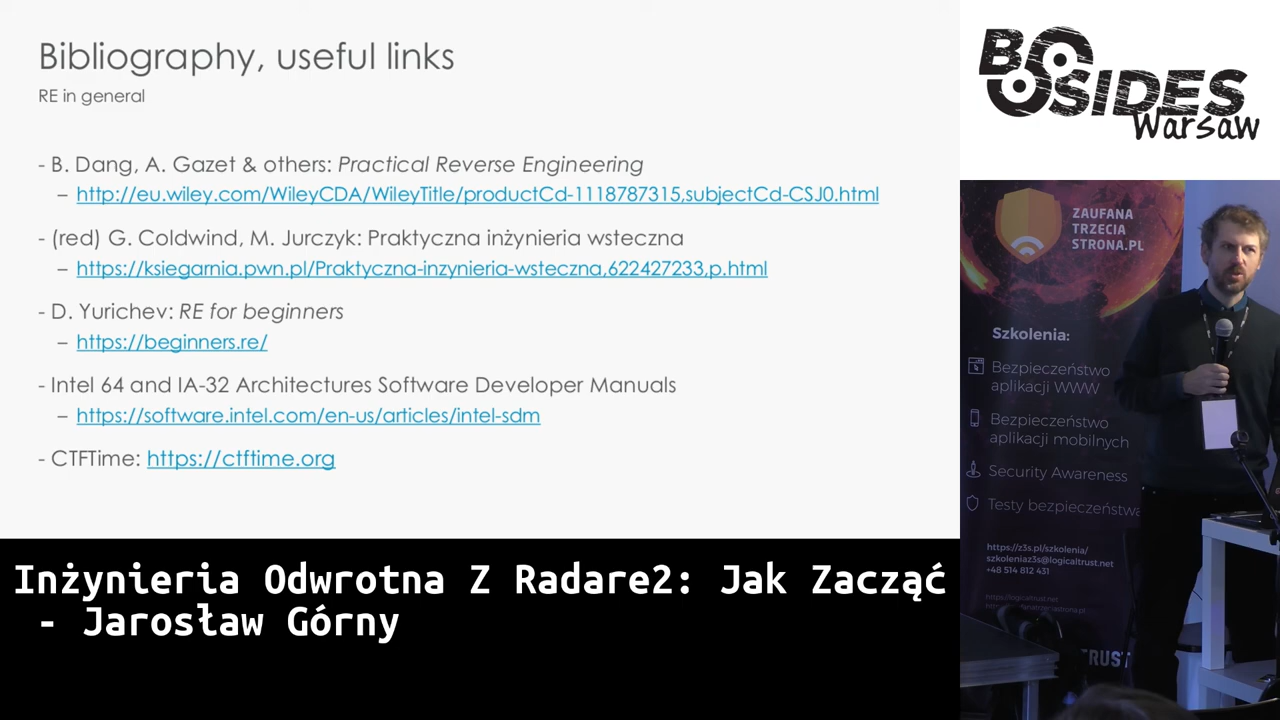 Bibliography, useful links
RE in general
- B. Dang, A. Gazet & others: Practical Reverse Engineering
– http://eu.wiley.com/WileyCDA/WileyTitle/productCd-1118787315,subjectCd-CSJ0.html
- (red) G. Coldwind, M. Jurczyk: Praktyczna inżynieria wsteczna
– https://ksiegarnia.pwn.pl/Praktyczna-inzynieria-wsteczna,622427233,p.html
- D. Yurichev: RE for beginners
– https://beginners.re/
- Intel 64 and IA-32 Architectures Software Developer Manuals
– https://software.intel.com/en-us/articles/intel-sdm
- CTFTime: https://ctftime.org
Inżynieria Odwrotna Z Radare2: Jak Zacząć
- Jarosław Górny
BSIDES
Warsaw
ZAUFANA
TRZECIA
STRONA.PL
Szkolenia:
Bezpieczeństwo
aplikacji WWW
Bezpieczeństwo
aplikacji mobilnych
Security Awareness
Testy bezpieczeństwa
https://z3s.pl/szkolenia/
szkoleniaz3s@logicaltrust.net
+48 514 812 431
https://logicaltrust.net
TRUST